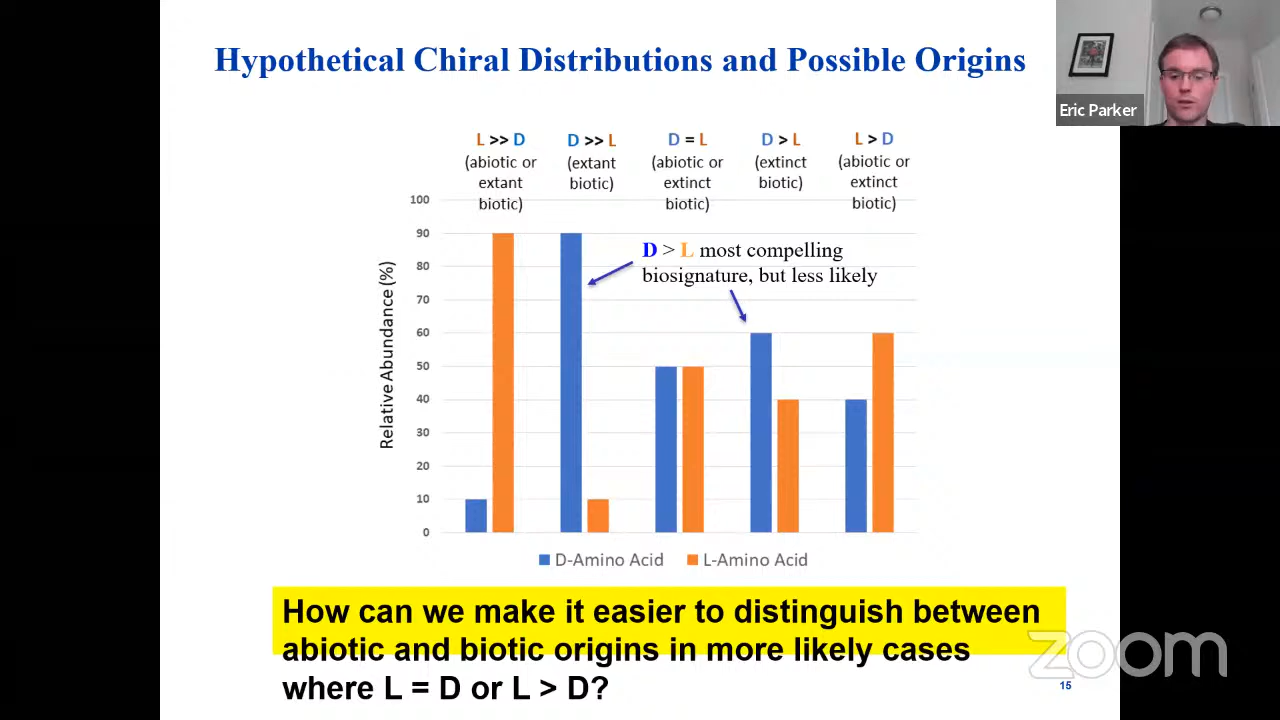 Hypothetical Chiral Distributions and Possible Origins
Eric Parker
L >> D
(abiotic or
extant
biotic)
D >> L
(extant
biotic)
D = L
(abiotic or
extinct
biotic)
D > L
(extinct
biotic)
L > D
(abiotic or
extinct
biotic)
D > L most compelling
biosignature, but less likely
Relative Abundance (%)
100
90
80
70
60
50
40
30
20
10
0
D-Amino Acid
L-Amino Acid
How can we make it easier to distinguish between
abiotic and biotic origins in more likely cases
where L = D or L > D?
zoom
15